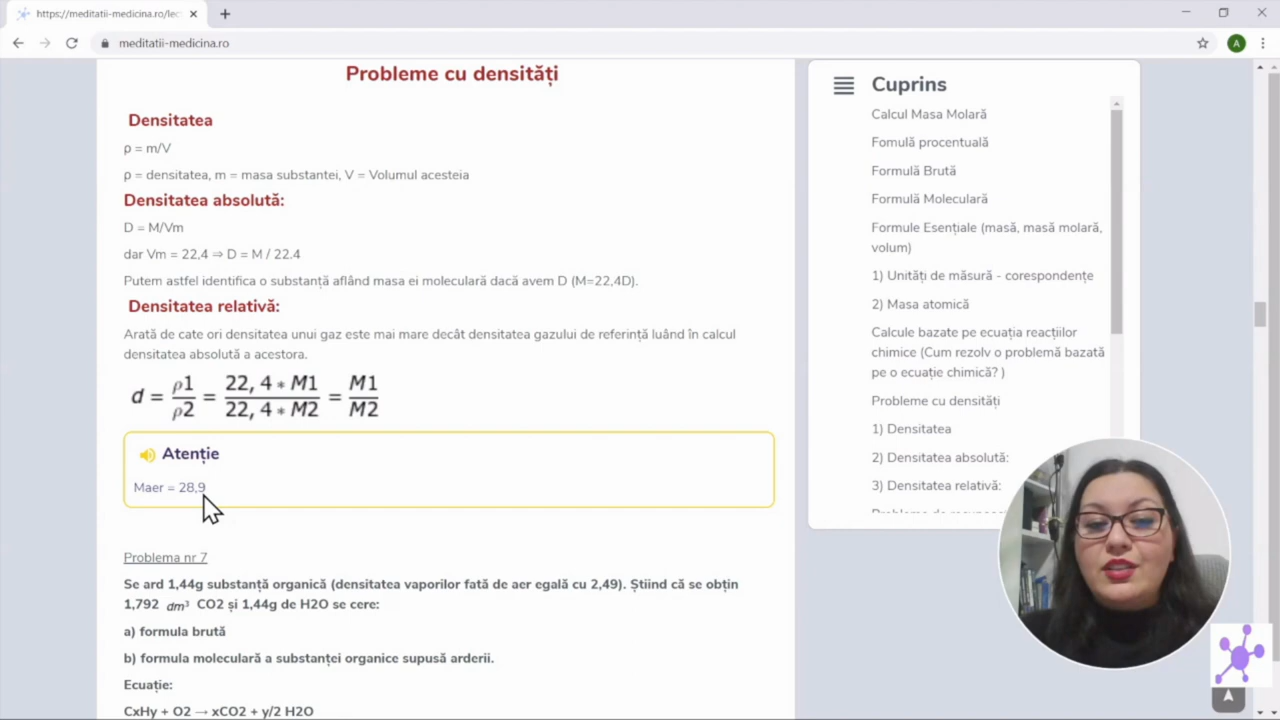 https://meditatii-medicina.ro/lec
meditatii-medicina.ro
A
Probleme cu densități
Densitatea
ρ = m/V
ρ = densitatea, m = masa substantei, V = Volumul acesteia
Densitatea absolută:
D = M/Vm
dar Vm = 22,4 ⇒ D = M / 22.4
Putem astfel identifica o substanță aflând masa ei moleculară dacă avem D (M=22,4D).
Densitatea relativă:
Arată de cate ori densitatea unui gaz este mai mare decât densitatea gazului de referință luând în calcul
densitatea absolută a acestora.
d = ρ1/ρ2 = 22, 4 * M1/22, 4 * M2 = M1/M2
Atenție
Maer = 28,9
Problema nr 7
Se ard 1,44g substanță organică (densitatea vaporilor fată de aer egală cu 2,49). Știind că se obțin
1,792 dm³ CO2 și 1,44g de H2O se cere:
a) formula brută
b) formula moleculară a substanței organice supusă arderii.
Ecuație:
CxHy + O2 → xCO2 + y/2 H2O
Cuprins
Calcul Masa Molară
Fomulă procentuală
Formulă Brută
Formulă Moleculară
Formule Esențiale (masă, masă molară,
volum)
1) Unități de măsură - corespondențe
2) Masa atomică
Calcule bazate pe ecuația reacțiilor
chimice (Cum rezolv o problemă bazată
pe o ecuație chimică? )
Probleme cu densități
1) Densitatea
2) Densitatea absolută:
3) Densitatea relativă: